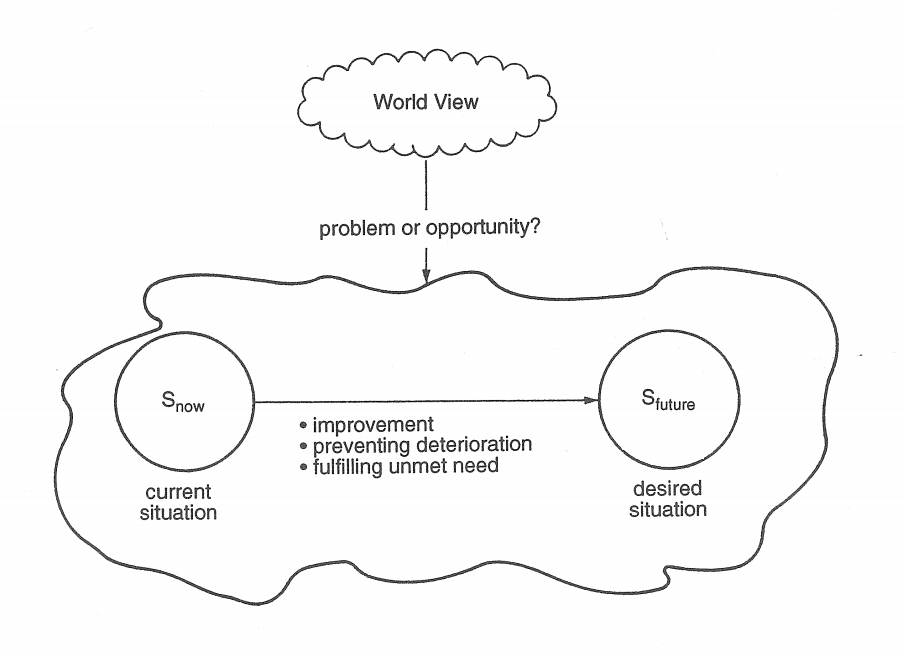 World View
problem or opportunity?
Snow
Sfuture
• improvement
• preventing deterioration
• fulfilling unmet need
current
situation
desired
situation